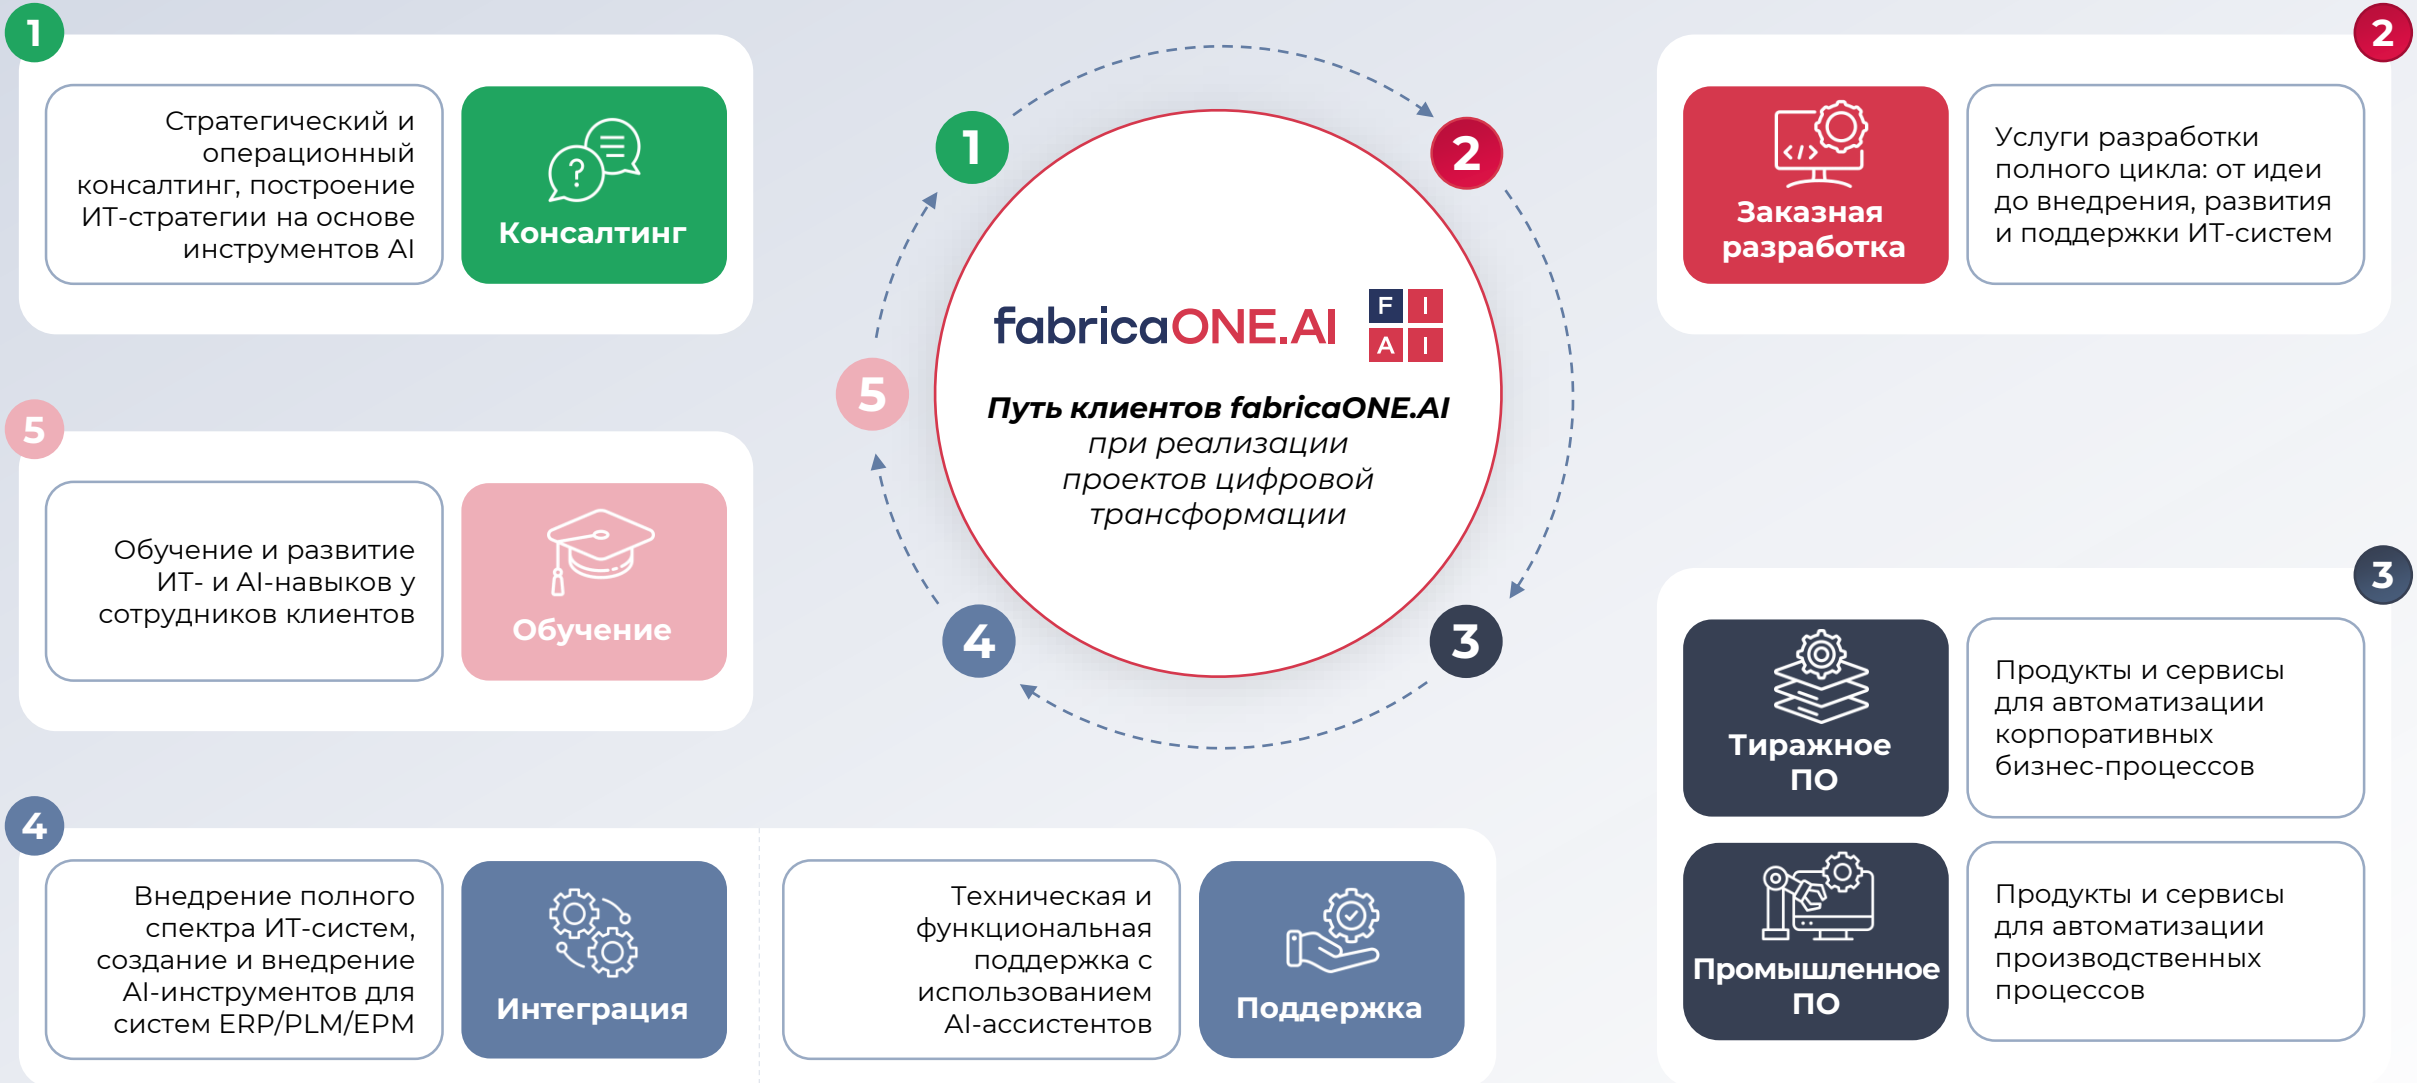 1
Стратегический и
операционный
консалтинг, построение
ИТ-стратегии на основе
инструментов AI
Консалтинг
5
Обучение и развитие
ИТ- и AI-навыков у
сотрудников клиентов
Обучение
4
Внедрение полного
спектра ИТ-систем,
создание и внедрение
AI-инструментов для
систем ERP/PLM/EPM
Интеграция
Техническая и
функциональная
поддержка с
использованием
AI-ассистентов
Поддержка
1
2
3
4
5
fabricaONE.AI
F I
A I
Путь клиентов fabricaONE.AI
при реализации
проектов цифровой
трансформации
2
Заказная
разработка
Услуги разработки
полного цикла: от идеи
до внедрения, развития
и поддержки ИТ-систем
3
Тиражное
ПО
Продукты и сервисы
для автоматизации
корпоративных
бизнес-процессов
Промышленное
ПО
Продукты и сервисы
для автоматизации
производственных
процессов